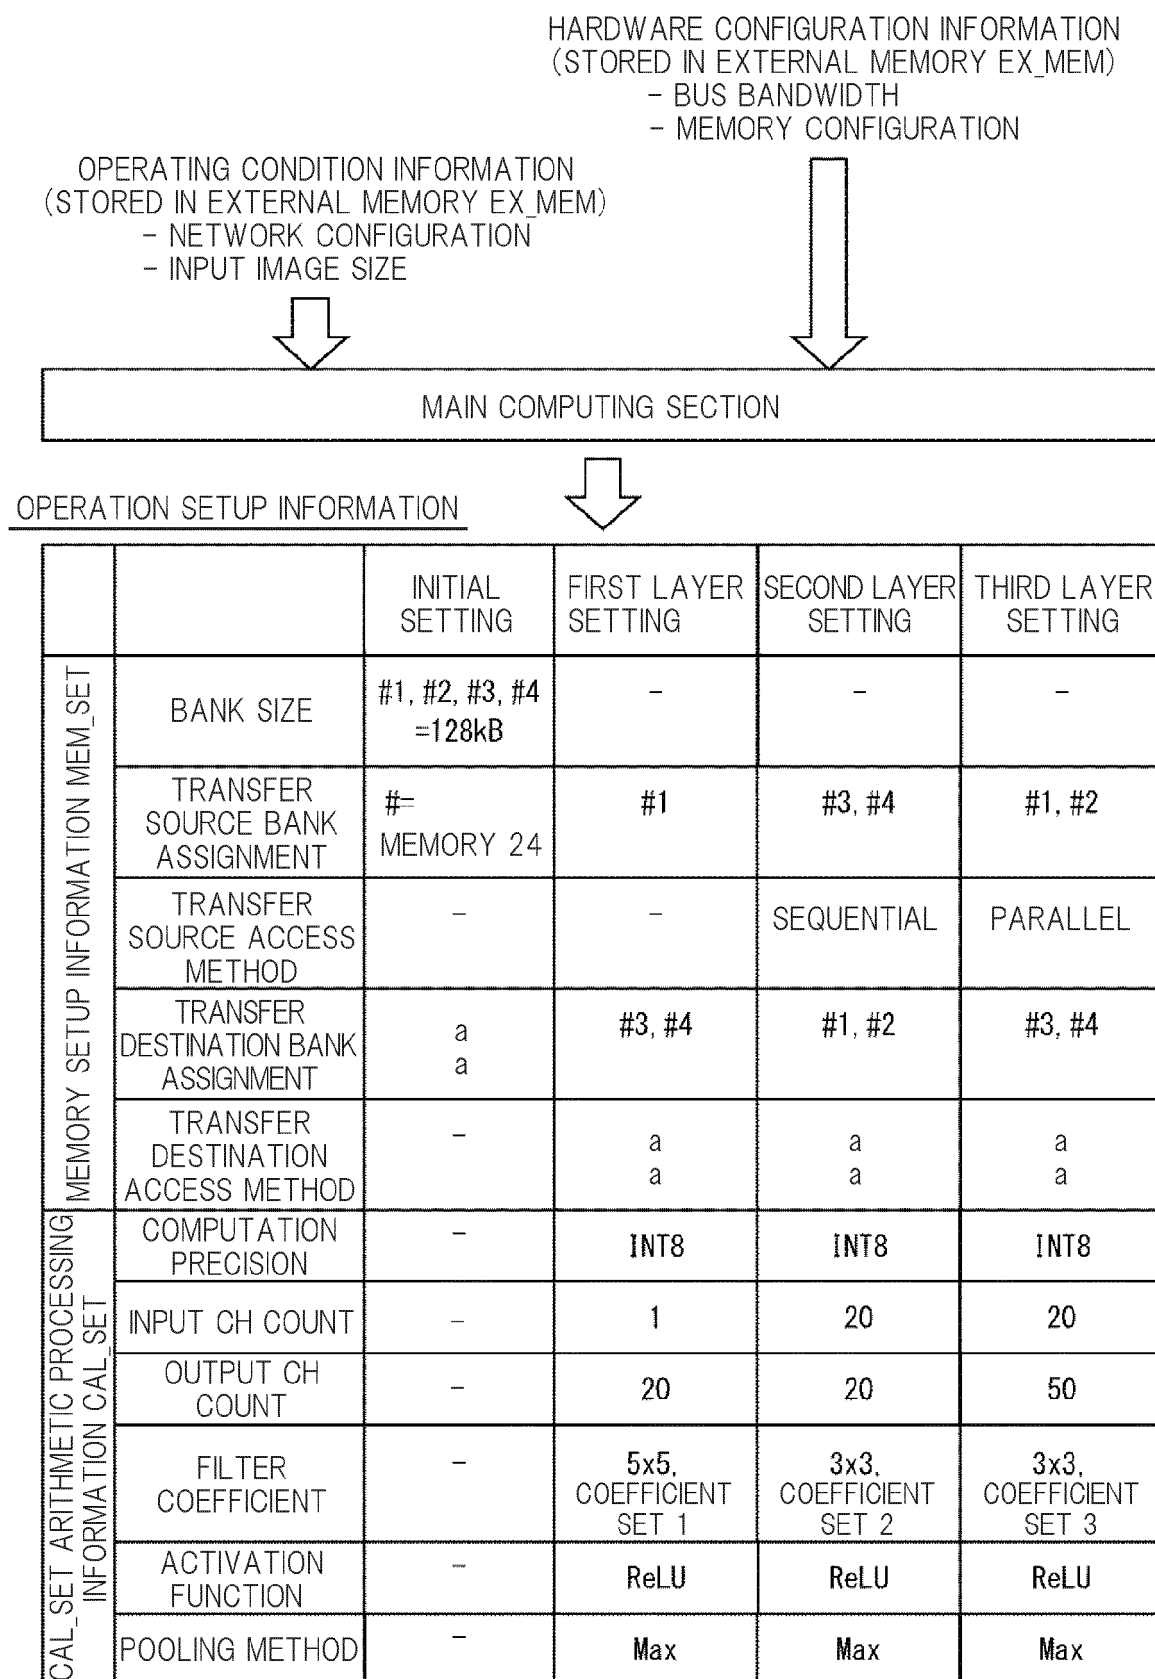 HARDWARE CONFIGURATION INFORMATION
(STORED IN EXTERNAL MEMORY EX_MEM)
- BUS BANDWIDTH
- MEMORY CONFIGURATION
OPERATING CONDITION INFORMATION
(STORED IN EXTERNAL MEMORY EX_MEM)
- NETWORK CONFIGURATION
- INPUT IMAGE SIZE
MAIN COMPUTING SECTION
OPERATION SETUP INFORMATION
INITIAL
SETTING
FIRST LAYER
SETTING
SECOND LAYER
SETTING
THIRD LAYER
SETTING
MEMORY SETUP INFORMATION MEM_SET
BANK SIZE
#1, #2, #3, #4
=128kB
-
-
-
TRANSFER
SOURCE BANK
ASSIGNMENT
#=
MEMORY 24
#1
#3, #4
#1, #2
TRANSFER
SOURCE ACCESS
METHOD
-
-
SEQUENTIAL
PARALLEL
TRANSFER
DESTINATION BANK
ASSIGNMENT
a
a
#3, #4
#1, #2
#3, #4
TRANSFER
DESTINATION
ACCESS METHOD
-
a
a
a
a
a
a
CAL_SET ARITHMETIC PROCESSING
INFORMATION CAL_SET
COMPUTATION
PRECISION
-
INT8
INT8
INT8
INPUT CH COUNT
-
1
20
20
OUTPUT CH
COUNT
-
20
20
50
FILTER
COEFFICIENT
-
5x5,
COEFFICIENT
SET 1
3x3,
COEFFICIENT
SET 2
3x3,
COEFFICIENT
SET 3
ACTIVATION
FUNCTION
-
ReLU
ReLU
ReLU
POOLING METHOD
-
Max
Max
Max